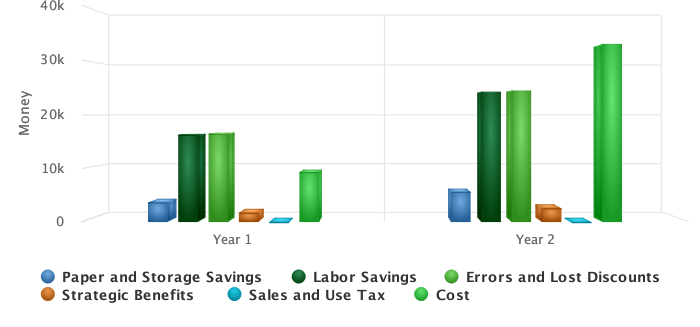 40k
30k
20k
10k
0
Money
Year 1
Year 2
Paper and Storage Savings
Labor Savings
Errors and Lost Discounts
Strategic Benefits
Sales and Use Tax
Cost